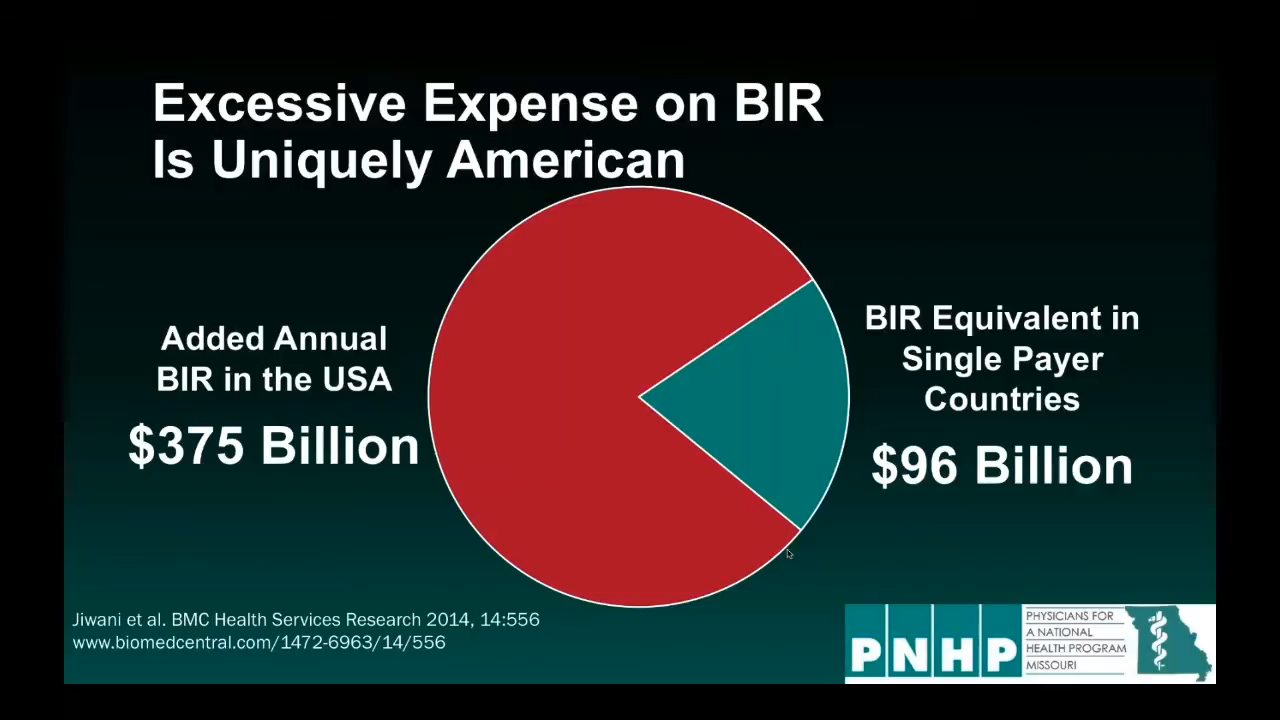 Excessive Expense on BIR
Is Uniquely American
Added Annual
BIR in the USA
$375 Billion
BIR Equivalent in
Single Payer
Countries
$96 Billion
Jiwani et al. BMC Health Services Research 2014, 14:556
www.biomedcentral.com/1472-6963/14/556
PNHP
PHYSICIANS FOR
A NATIONAL
HEALTH PROGRAM
MISSOURI